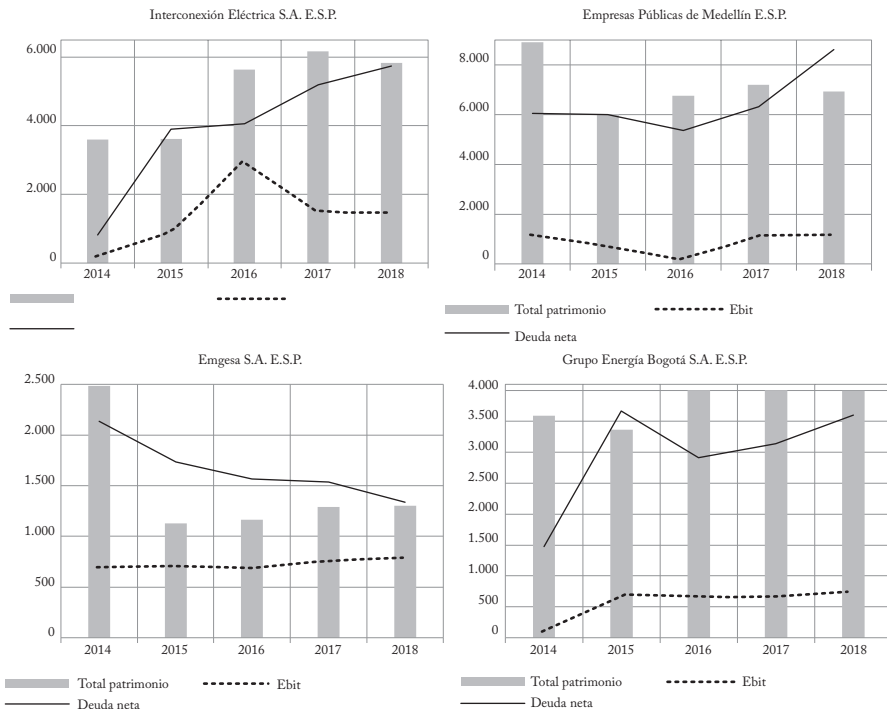 Interconexión Eléctrica S.A. E.S.P.
6.000
4.000
2.000
0
2014 2015 2016 2017 2018
Empresas Públicas de Medellín E.S.P.
8.000
6.000
4.000
2.000
0
2014 2015 2016 2017 2018
Total patrimonio Ebit
Deuda neta
Emgesa S.A. E.S.P.
2.500
2.000
1.500
1.000
500
0
2014 2015 2016 2017 2018
Total patrimonio Ebit
Deuda neta
Grupo Energía Bogotá S.A. E.S.P.
4.000
3.500
3.000
2.000
1.500
1.000
500
0
2014 2015 2016 2017 2018
Total patrimonio Ebit
Deuda neta